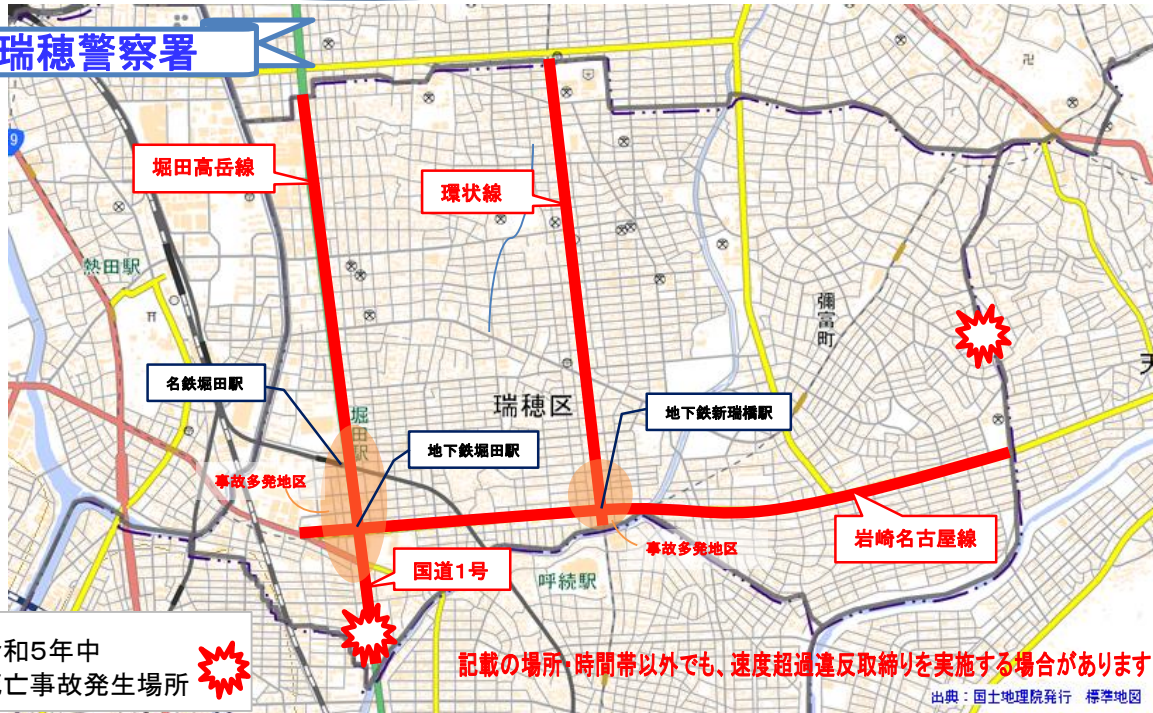 瑞穂警察署
9
堀田高岳線
環状線
熱田駅
彌富町
天
名鉄堀田駅
堀田駅
瑞穂区
地下鉄新瑞橋駅
地下鉄堀田駅
事故多発地区
事故多発地区
岩崎名古屋線
国道1号
呼続駅
令和5年中
死亡事故発生場所
記載の場所・時間帯以外でも、速度超過違反取締りを実施する場合があります
出典：国土地理院発行　標準地図